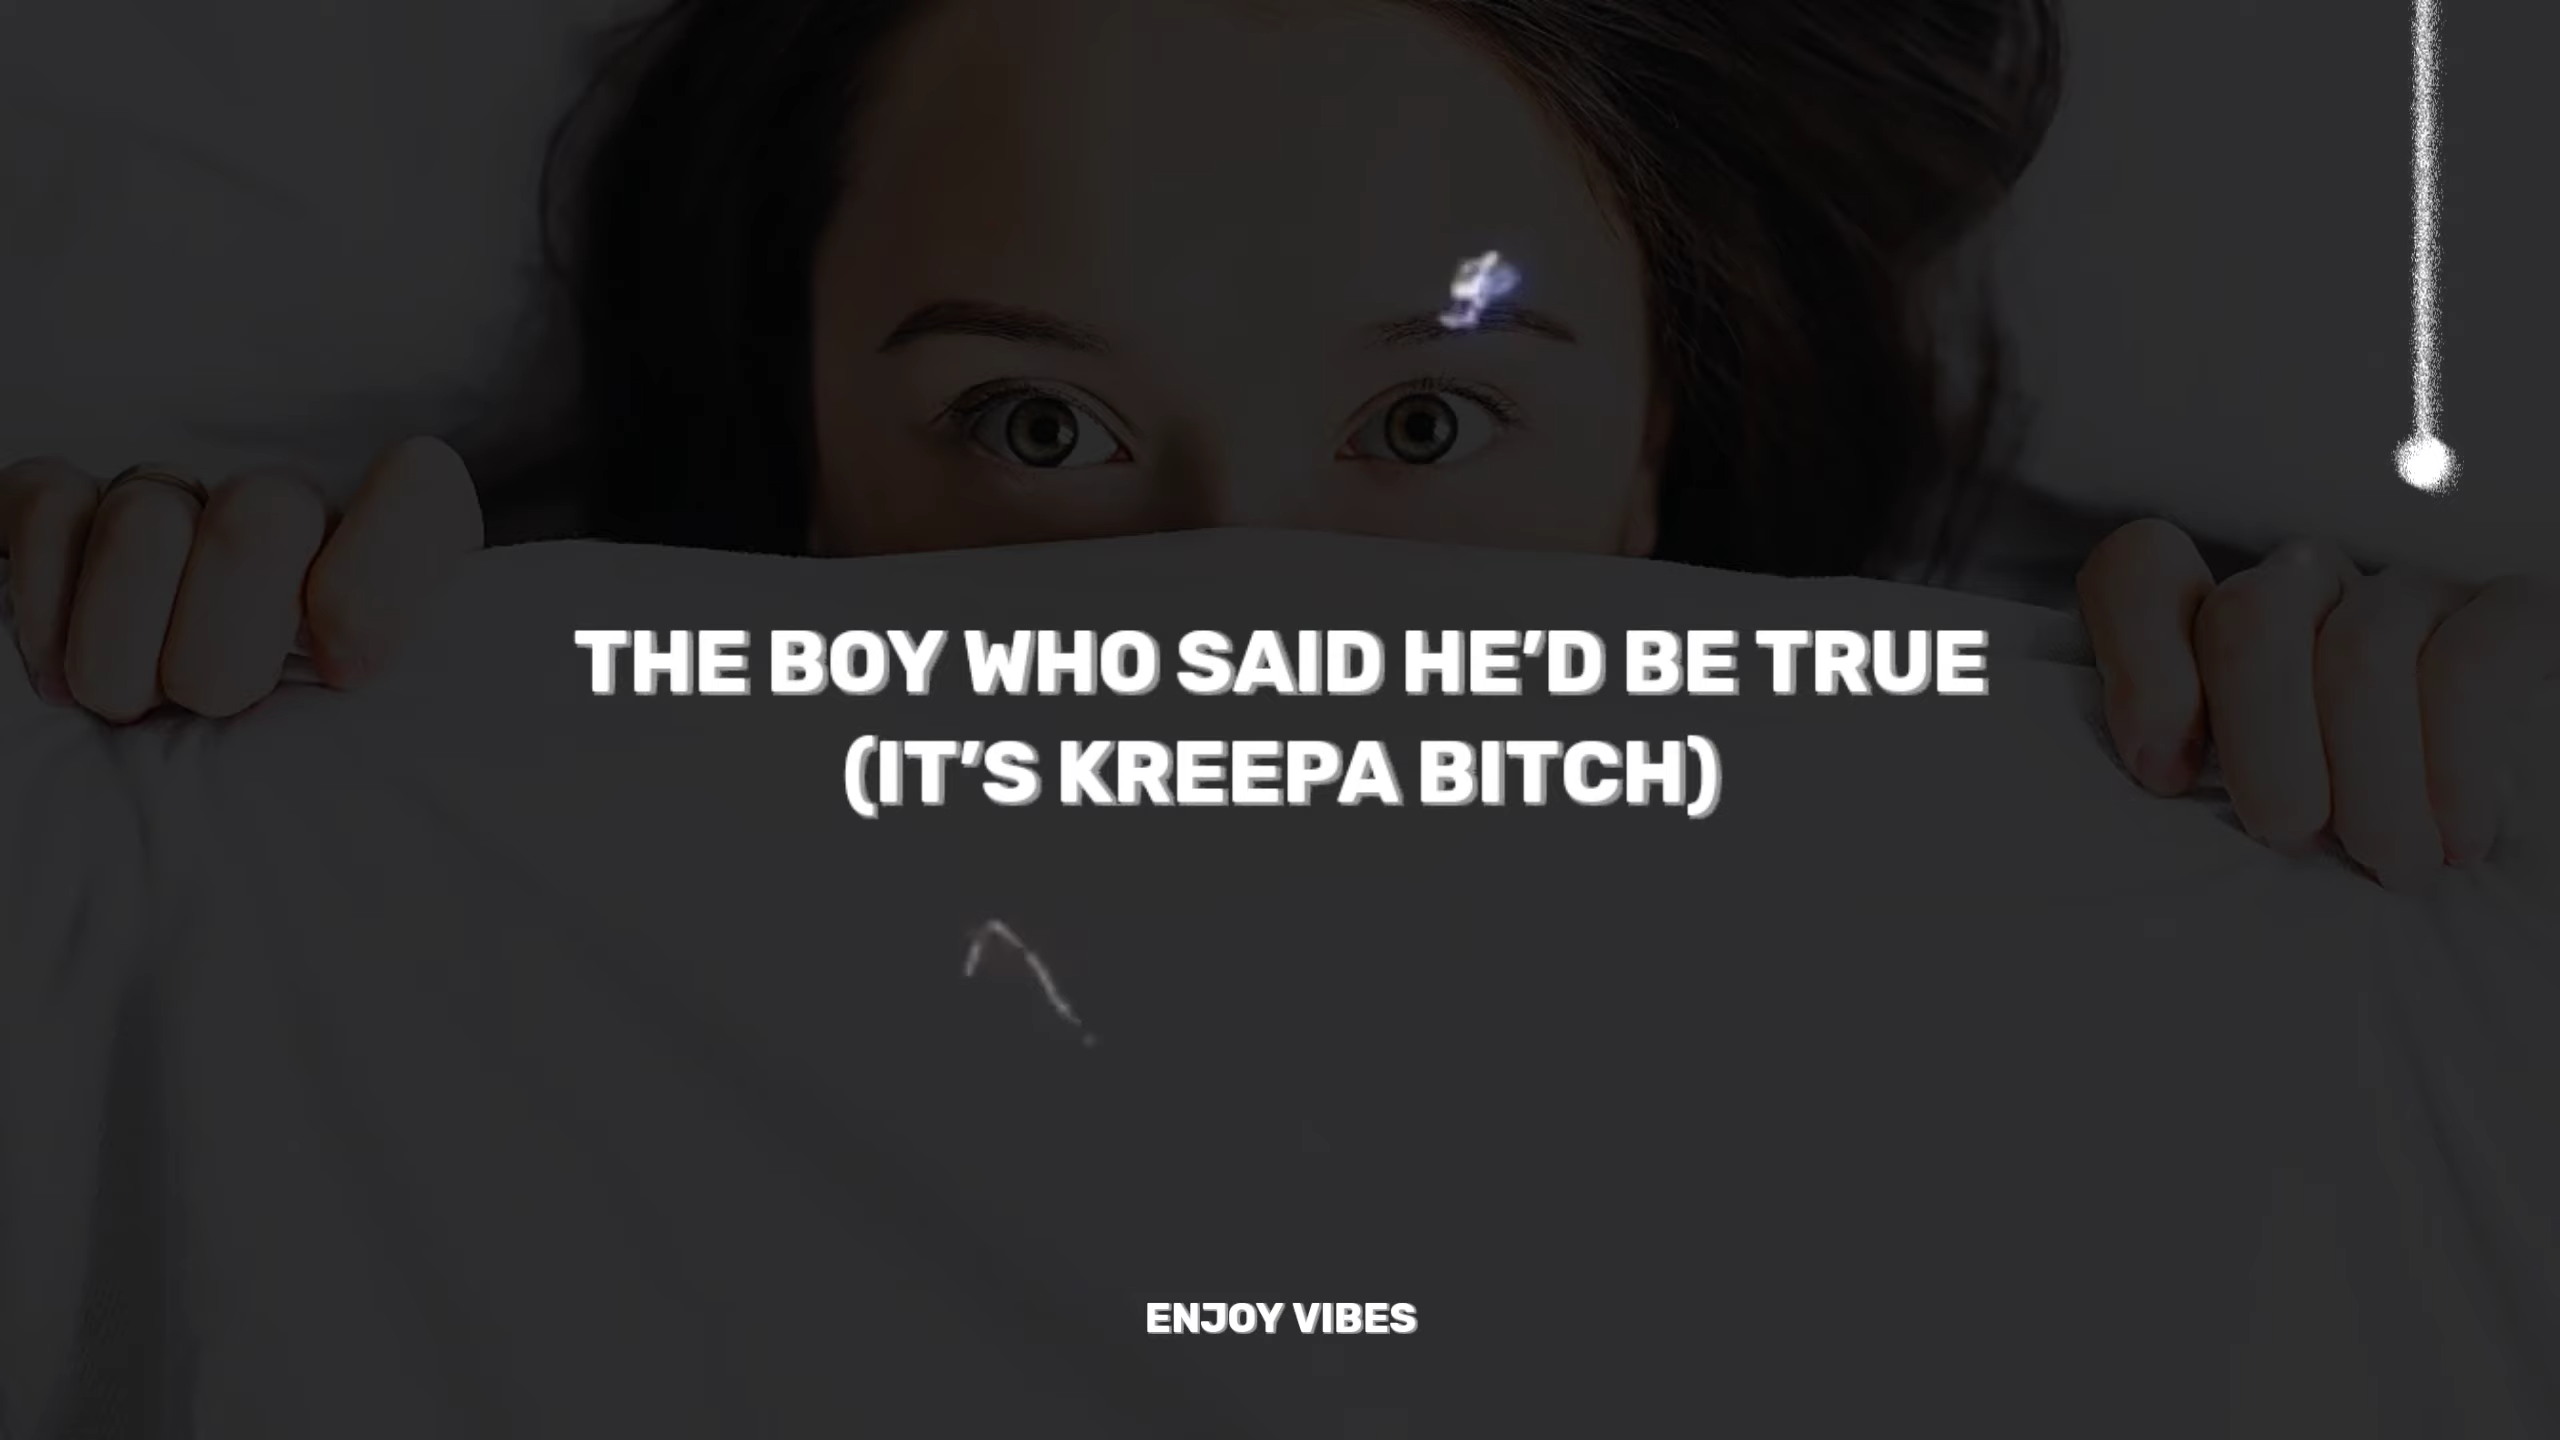 THE BOY WHO SAID HE’D BE TRUE
(IT’S KREEPA BITCH)
ENJOY VIBES